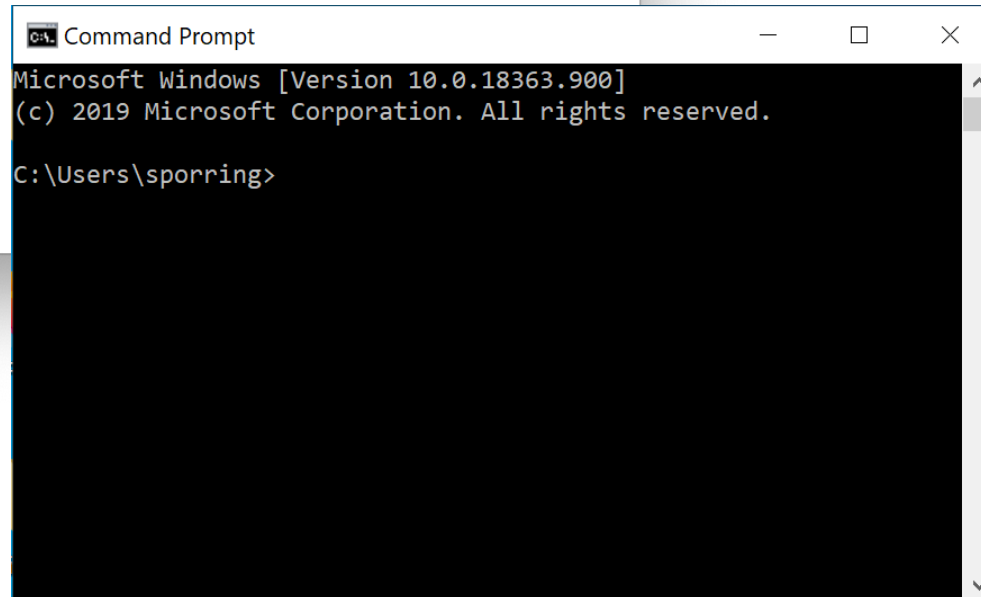 Command Prompt
Microsoft Windows [Version 10.0.18363.900]
(c) 2019 Microsoft Corporation. All rights reserved.
C:\Users\sporring>